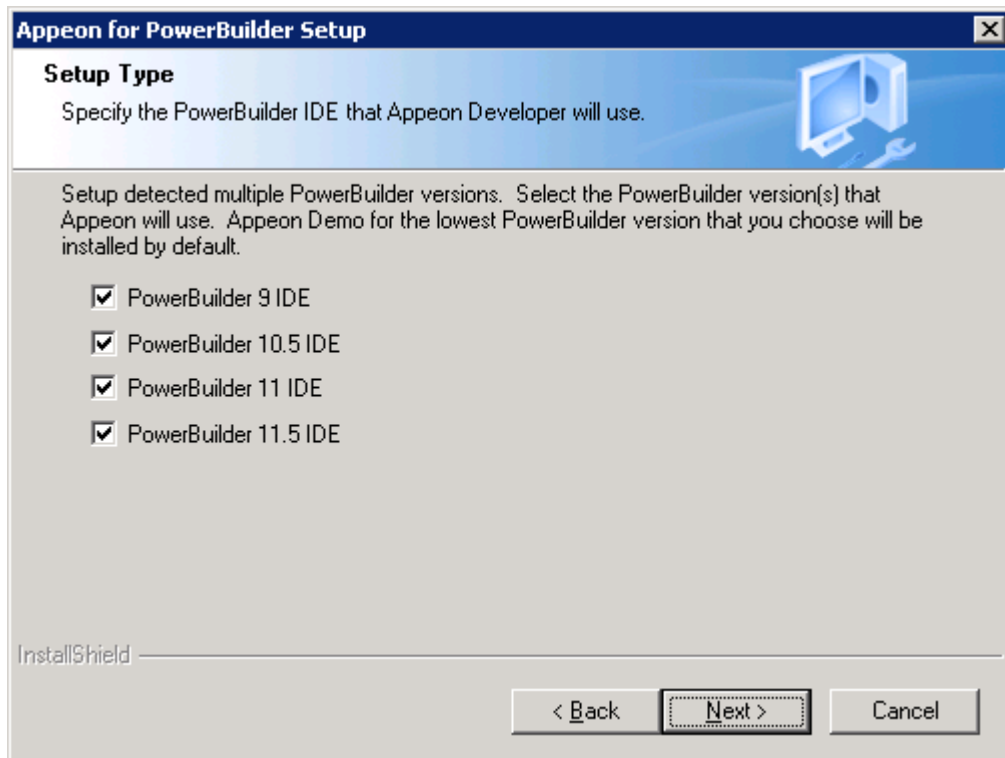 Appeon for PowerBuilder Setup
Setup Type
Specify the PowerBuilder IDE that Appeon Developer will use.
Setup detected multiple PowerBuilder versions.  Select the PowerBuilder version(s) that
Appeon will use.  Appeon Demo for the lowest PowerBuilder version that you choose will be
installed by default.
PowerBuilder 9 IDE
PowerBuilder 10.5 IDE
PowerBuilder 11 IDE
PowerBuilder 11.5 IDE
InstallShield
< Back
Next >
Cancel